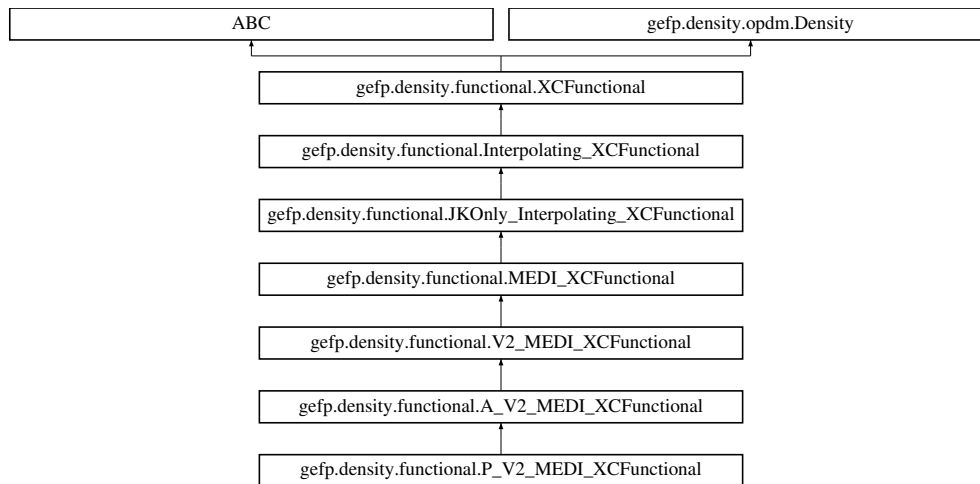 ABC
gefp.density.opdm.Density
gefp.density.functional.XCFunctional
gefp.density.functional.Interpolating_XCFunctional
gefp.density.functional.JKOnly_Interpolating_XCFunctional
gefp.density.functional.MEDI_XCFunctional
gefp.density.functional.V2_MEDI_XCFunctional
gefp.density.functional.A_V2_MEDI_XCFunctional
gefp.density.functional.P_V2_MEDI_XCFunctional